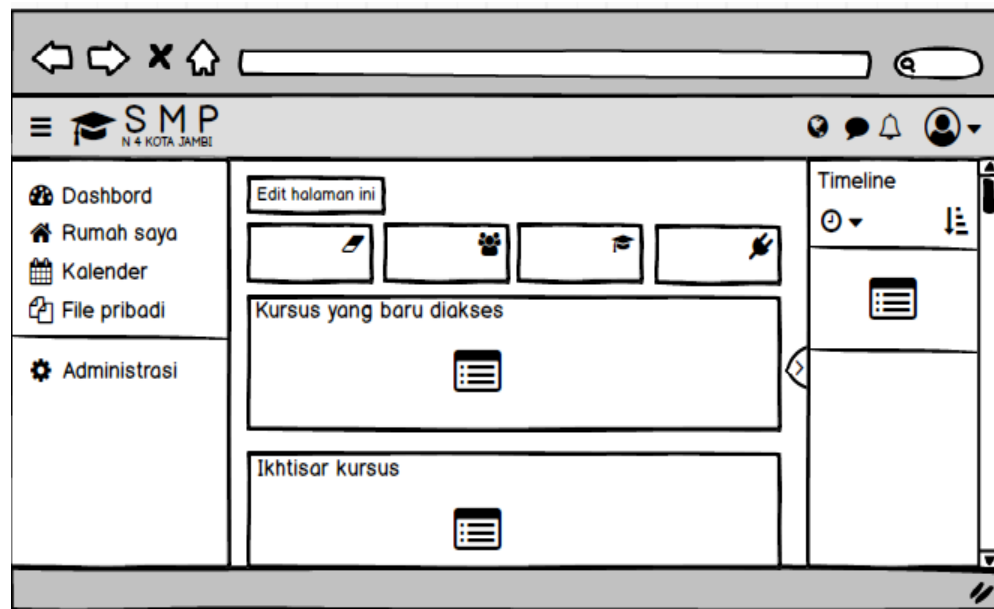 S M P
N 4 KOTA JAMBI
Dashbord
Rumah saya
Kalender
File pribadi
Administrasi
Edit halaman ini
Kursus yang baru diakses
Ikhtisar kursus
Timeline